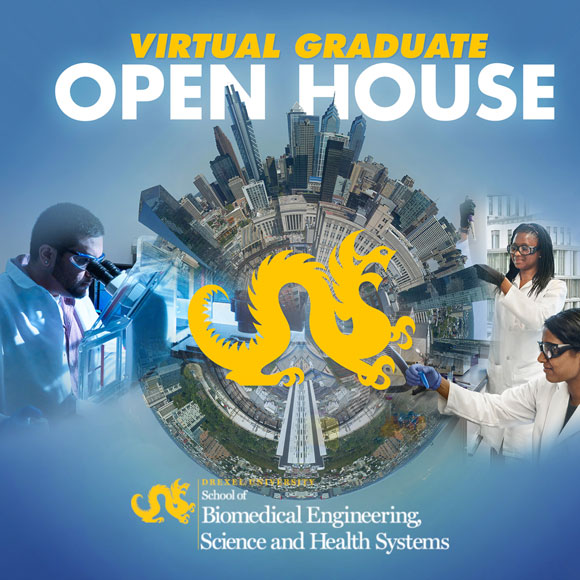 VIRTUAL GRADUATE
OPEN HOUSE
DREXEL UNIVERSITY
School of
Biomedical Engineering,
Science and Health Systems